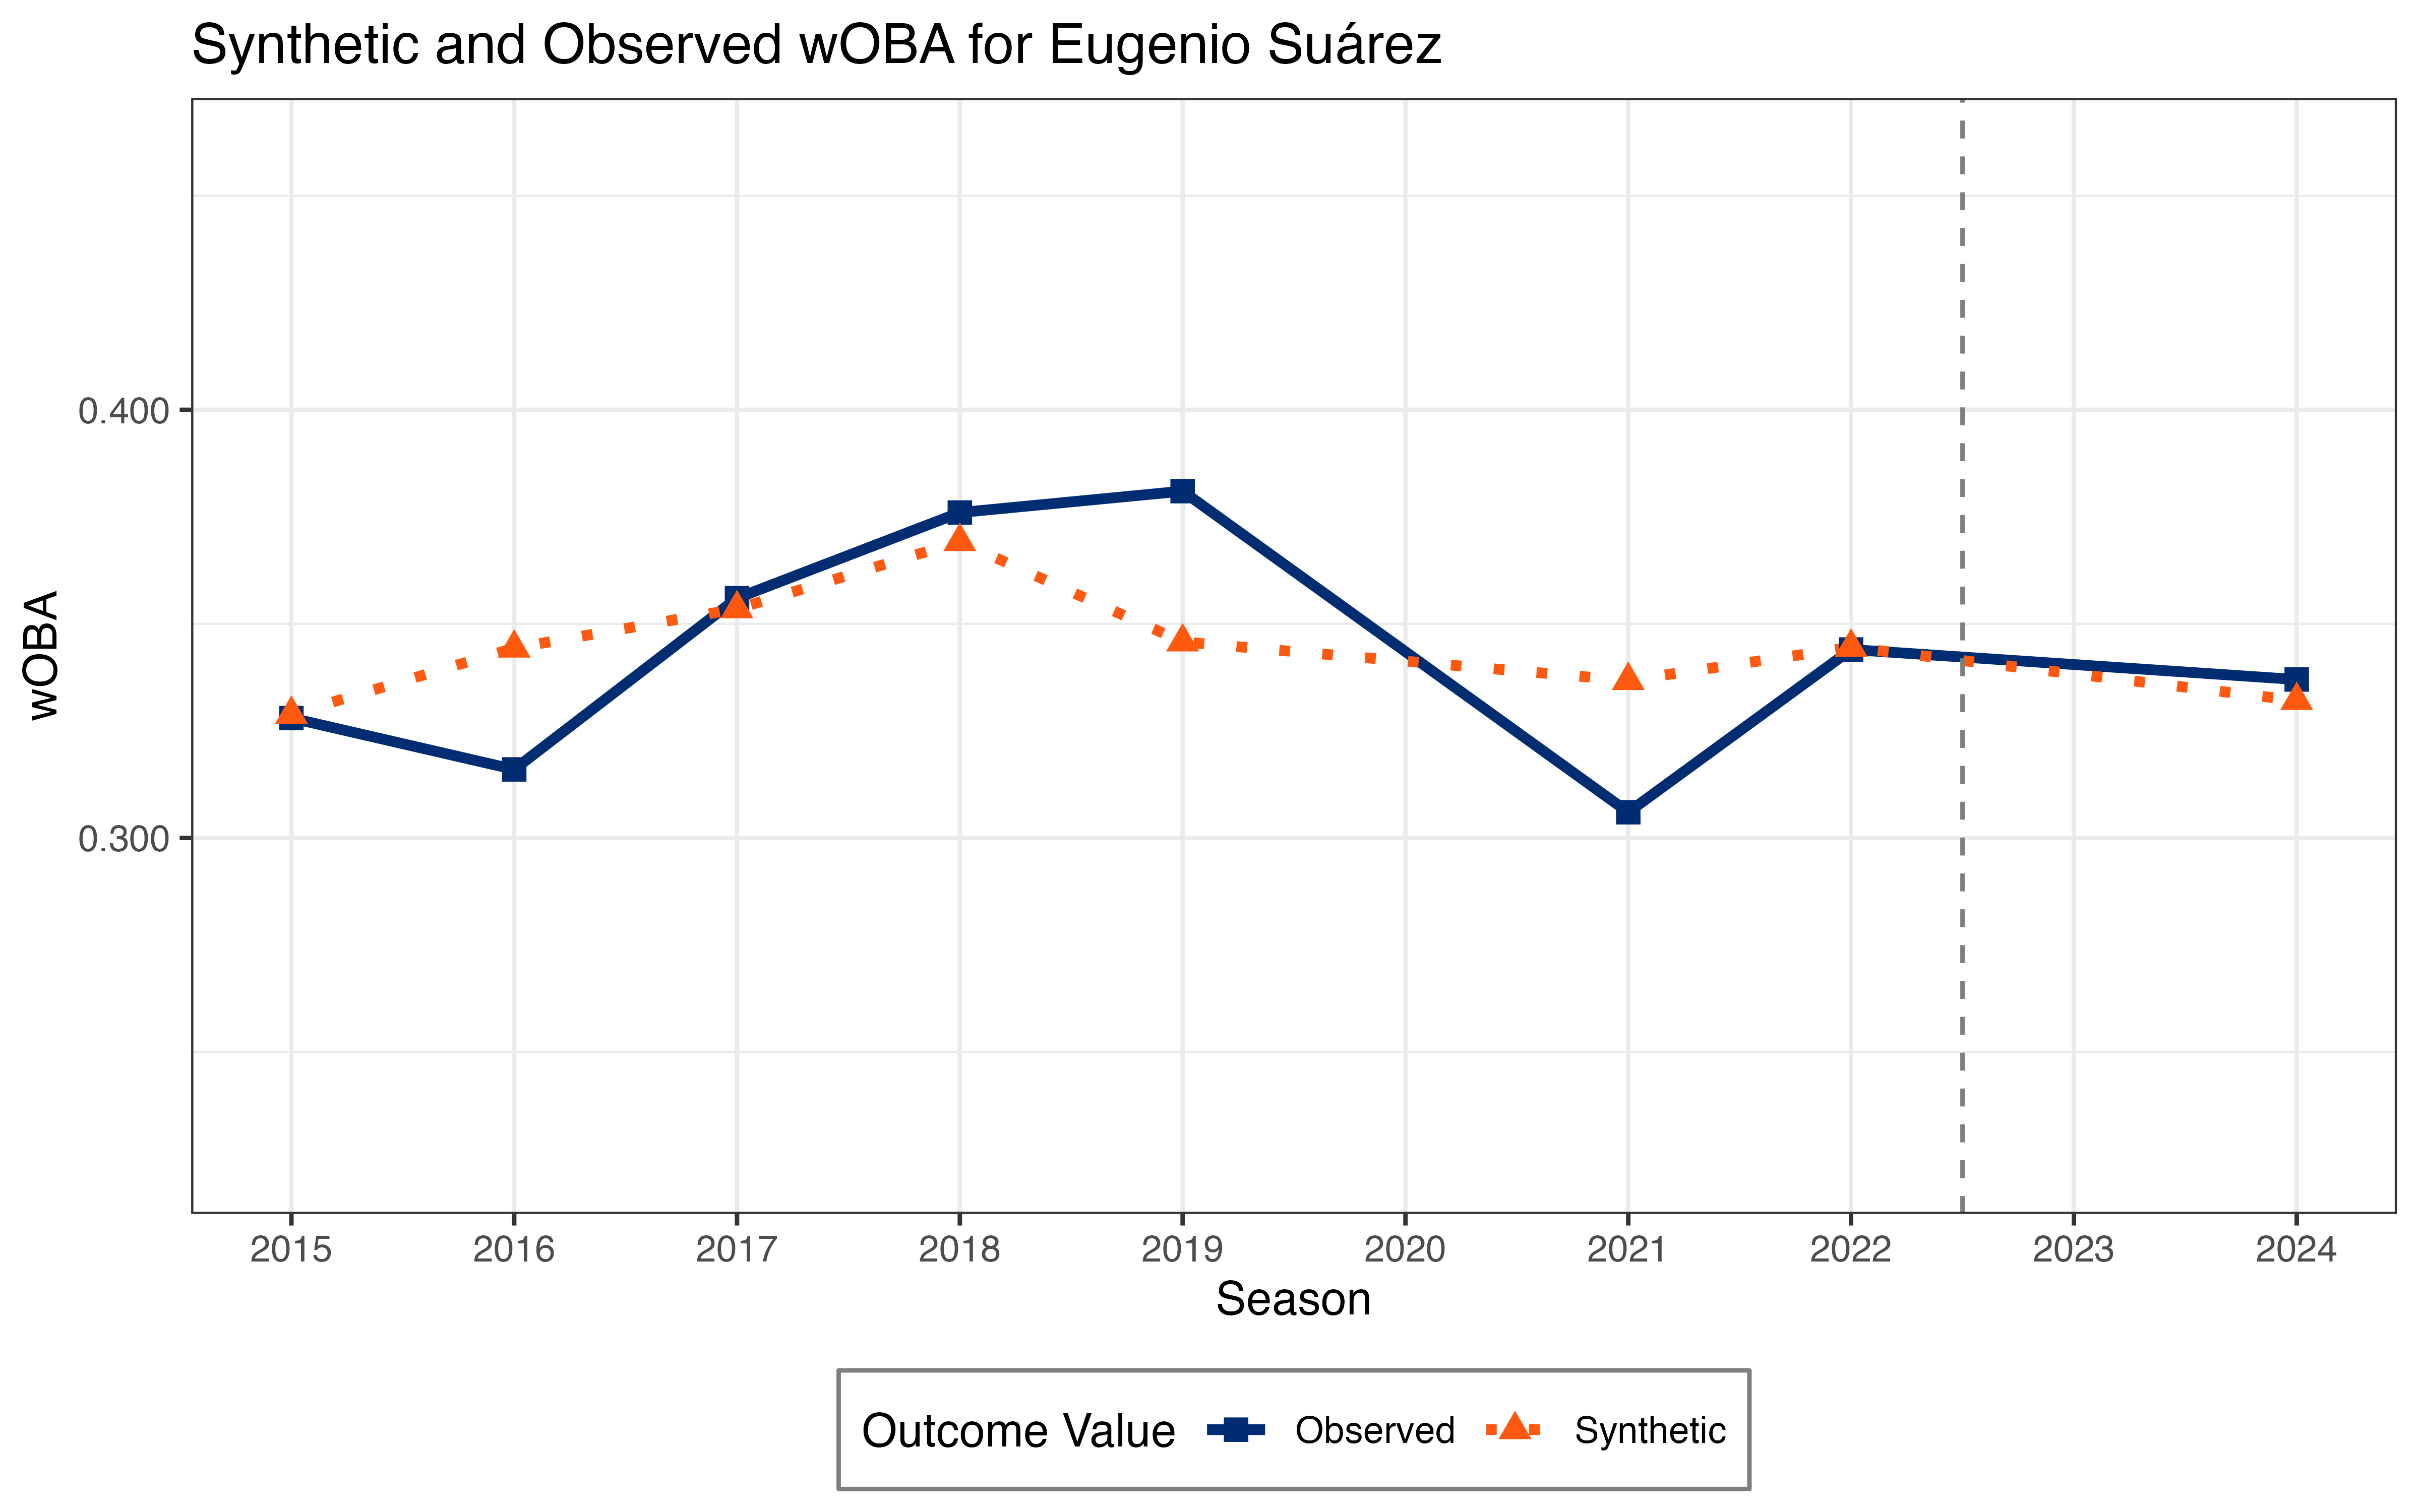 Synthetic and Observed wOBA for Eugenio Suárez
wOBA
0.400
0.300
2015 2016 2017 2018 2019 2020 2021 2022 2023 2024
Season
Outcome Value Observed Synthetic